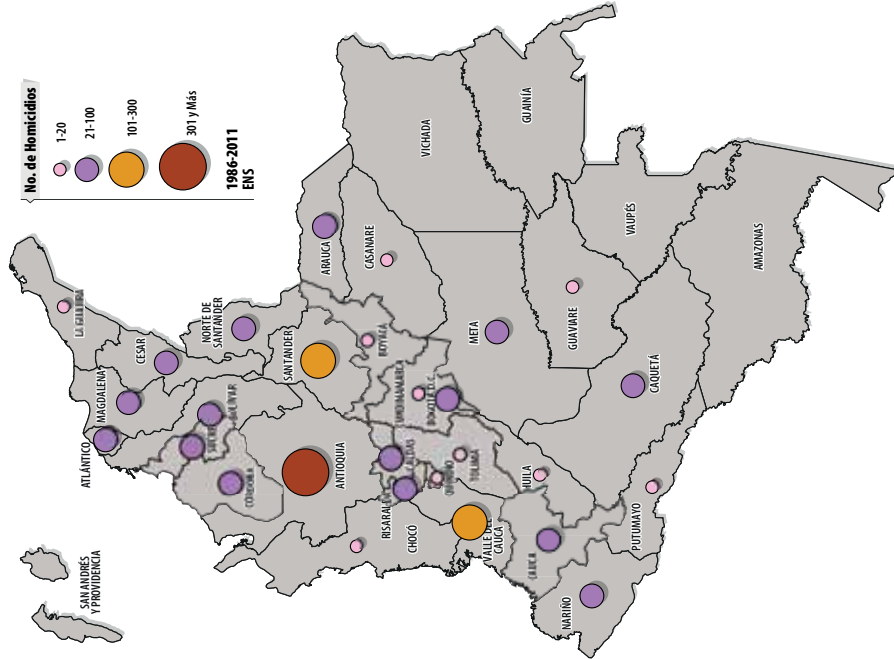 No. de Homicidios
1-20
21-100
101-300
301 y Más
1986-2011
ENS
SAN ANDRÉS
Y PROVIDENCIA
LA GUAJIRA
ATLÁNTICO
MAGDALENA
CESAR
SUCRE
BOLÍVAR
CÓRDOBA
NORTE DE
SANTANDER
ANTIOQUIA
SANTANDER
ARAUCA
CHOCÓ
RISARALDA
CALDAS
BOYACÁ
CASANARE
VICHADA
QUINDÍO
TOLIMA
CUNDINAMARCA
BOGOTÁ D.C.
VALLE DEL
CAUCA
META
GUAINÍA
CAUCA
HUILA
GUAVIARE
NARIÑO
PUTUMAYO
CAQUETÁ
VAUPÉS
AMAZONAS